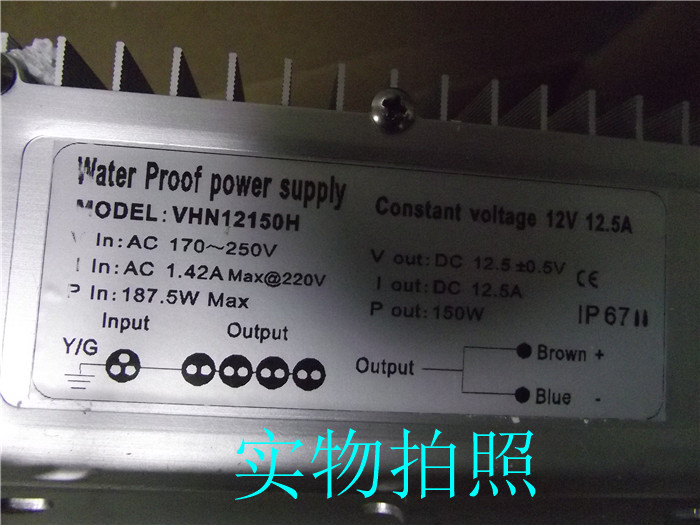 Water Proof power supply
MODEL: VHN12150H
Constant voltage 12V 12.5A
V In: AC 170~250V
I In: AC 1.42A Max@220V
P In: 187.5W Max
V out: DC 12.5±0.5V
I out: DC 12.5A
P out: 150W
CE
IP67
Input
Output
Y/G
Output
Brown +
Blue -
实物拍照